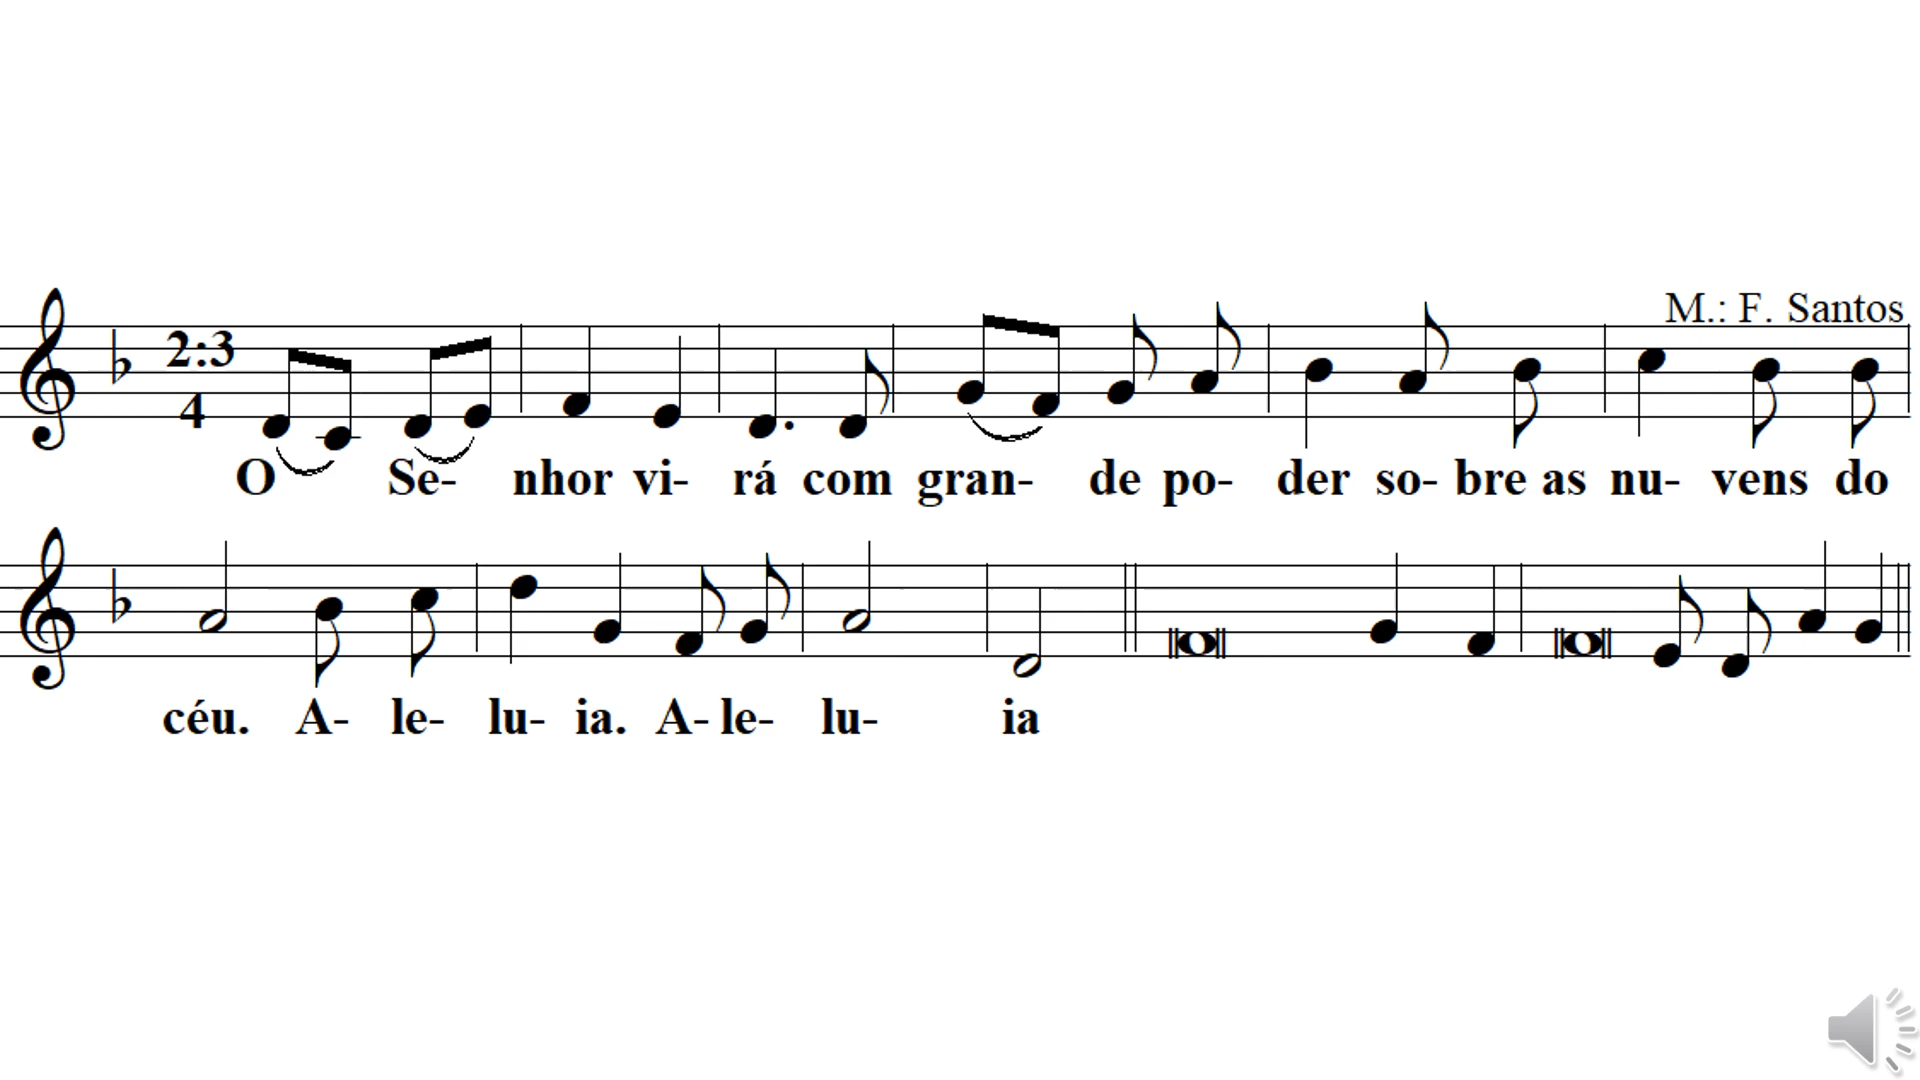 M.: F. Santos
2:3
4
O Se- nhor vi- rá com gran- de po- der so- bre as nu- vens do
céu. A- le- lu- ia. A- le- lu- ia